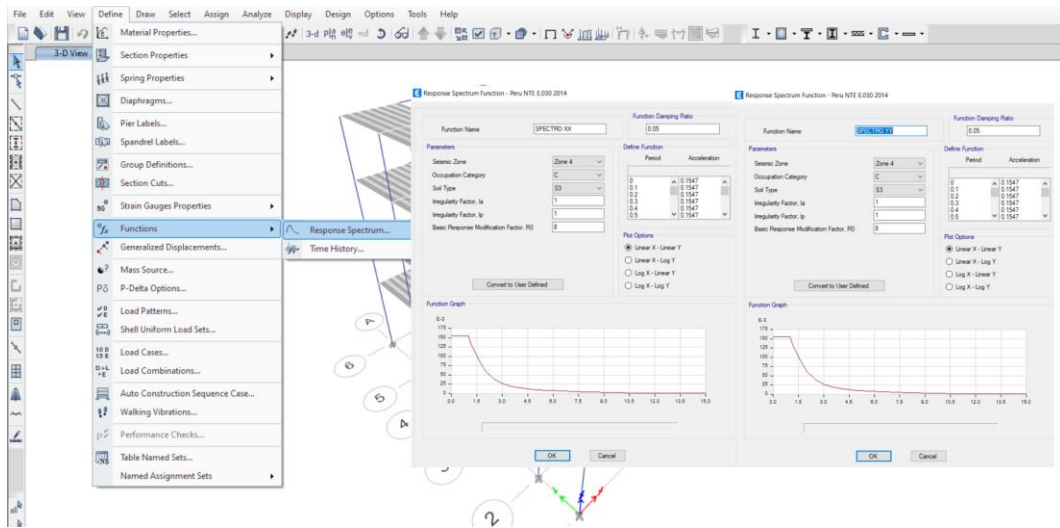 File Edit View Define Draw Select Assign Analyze Display Design Options Tools Help
3-D View
Material Properties...
Section Properties
Spring Properties
Diaphragms...
Pier Labels...
Spandrel Labels...
Group Definitions...
Section Cuts...
Strain Gauges Properties
Functions
Response Spectrum...
Time History...
Generalized Displacements...
Mass Source...
P-Delta Options...
Load Patterns...
Shell Uniform Load Sets...
Load Cases...
Load Combinations...
Auto Construction Sequence Case...
Walking Vibrations...
Performance Checks...
Table Named Sets...
Named Assignment Sets
Response Spectrum Function - Peru NTE E.030 2014
Function Name SPECTRO XX
Function Damping Ratio
0.05
Parameters
Seismic Zone Zone 4
Occupation Category C
Soil Type S3
Irregularity Factor, Ia 1
Irregularity Factor, Ip 1
Basic Response Modification Factor, R0 8
Convert to User Defined
Define Function
Period Acceleration
0 0.1547
0.1 0.1547
0.2 0.1547
0.3 0.1547
0.4 0.1547
0.5 0.1547
Plot Options
Linear X - Linear Y
Linear X - Log Y
Log X - Linear Y
Log X - Log Y
Function Graph
E-3
175
150
125
100
75
50
25
0
0.0 1.5 3.0 4.5 6.0 7.5 9.0 10.5 12.0 13.5 15.0
OK Cancel
Response Spectrum Function - Peru NTE E.030 2014
Function Name SPECTRO YY
Function Damping Ratio
0.05
Parameters
Seismic Zone Zone 4
Occupation Category C
Soil Type S3
Irregularity Factor, Ia 1
Irregularity Factor, Ip 1
Basic Response Modification Factor, R0 8
Convert to User Defined
Define Function
Period Acceleration
0 0.1547
0.1 0.1547
0.2 0.1547
0.3 0.1547
0.4 0.1547
0.5 0.1547
Plot Options
Linear X - Linear Y
Linear X - Log Y
Log X - Linear Y
Log X - Log Y
Function Graph
E-3
175
150
125
100
75
50
25
0
0.0 1.5 3.0 4.5 6.0 7.5 9.0 10.5 12.0 13.5 15.0
OK Cancel
A
6
5
2